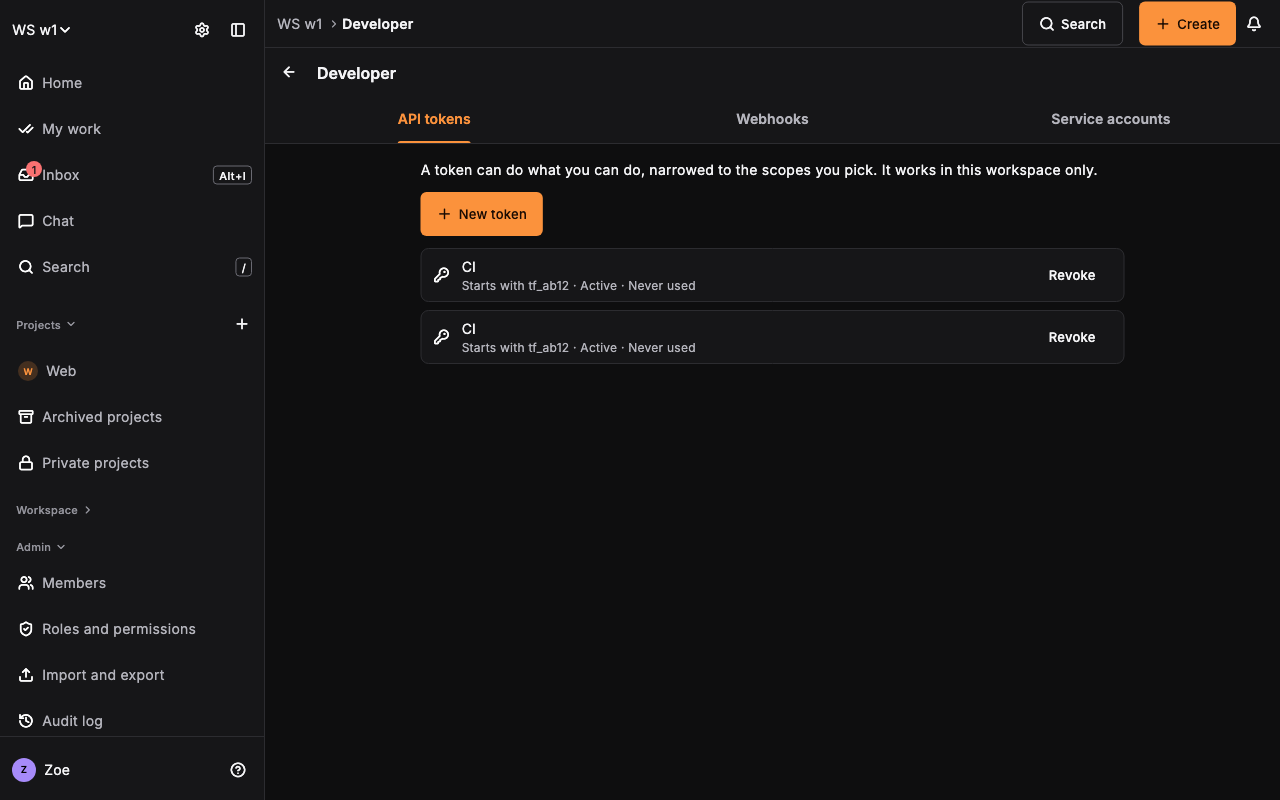 WS w1
WS w1 > Developer
Search
Create
Home
My work
1
Inbox
Alt+I
Chat
Search
/
Projects
W
Web
Archived projects
Private projects
Workspace
Admin
Members
Roles and permissions
Import and export
Audit log
Z
Zoe
Developer
API tokens
Webhooks
Service accounts
A token can do what you can do, narrowed to the scopes you pick. It works in this workspace only.
New token
CI
Starts with tf_ab12 · Active · Never used
Revoke
CI
Starts with tf_ab12 · Active · Never used
Revoke